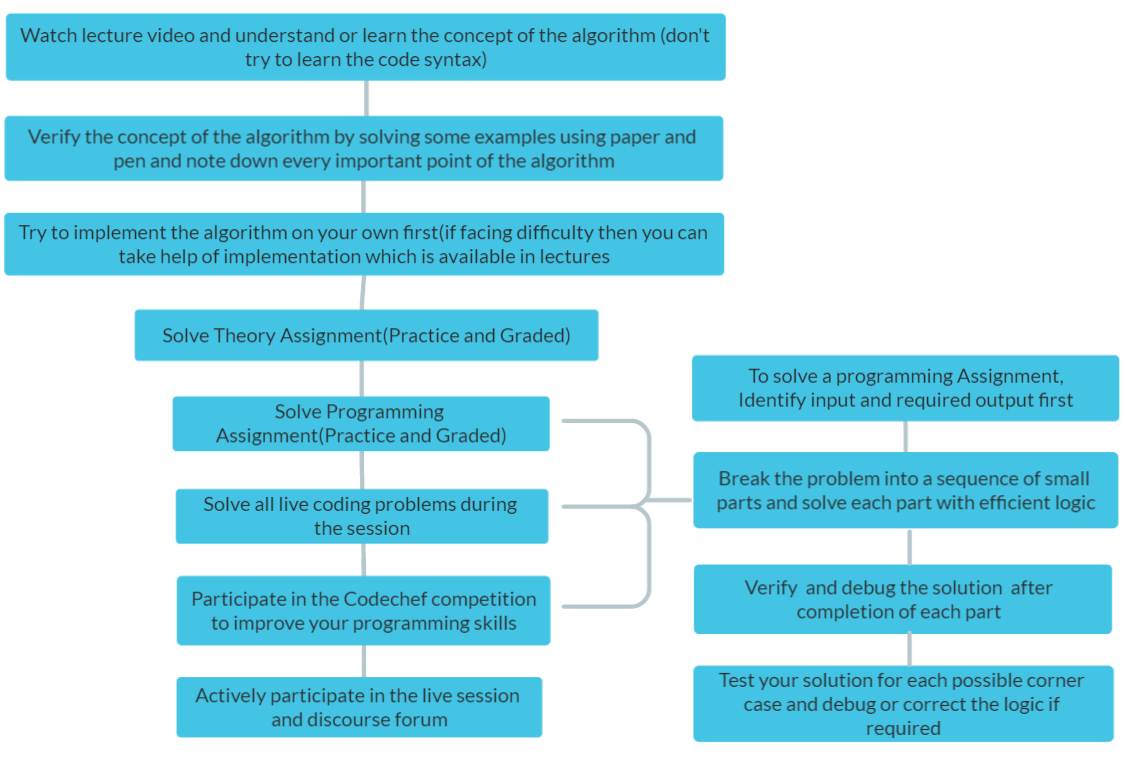 Watch lecture video and understand or learn the concept of the algorithm (don't
try to learn the code syntax)
Verify the concept of the algorithm by solving some examples using paper and
pen and note down every important point of the algorithm
Try to implement the algorithm on your own first(if facing difficulty then you can
take help of implementation which is available in lectures
Solve Theory Assignment(Practice and Graded)
Solve Programming
Assignment(Practice and Graded)
Solve all live coding problems during
the session
Participate in the Codechef competition
to improve your programming skills
Actively participate in the live session
and discourse forum
To solve a programming Assignment,
Identify input and required output first
Break the problem into a sequence of small
parts and solve each part with efficient logic
Verify and debug the solution after
completion of each part
Test your solution for each possible corner
case and debug or correct the logic if
required